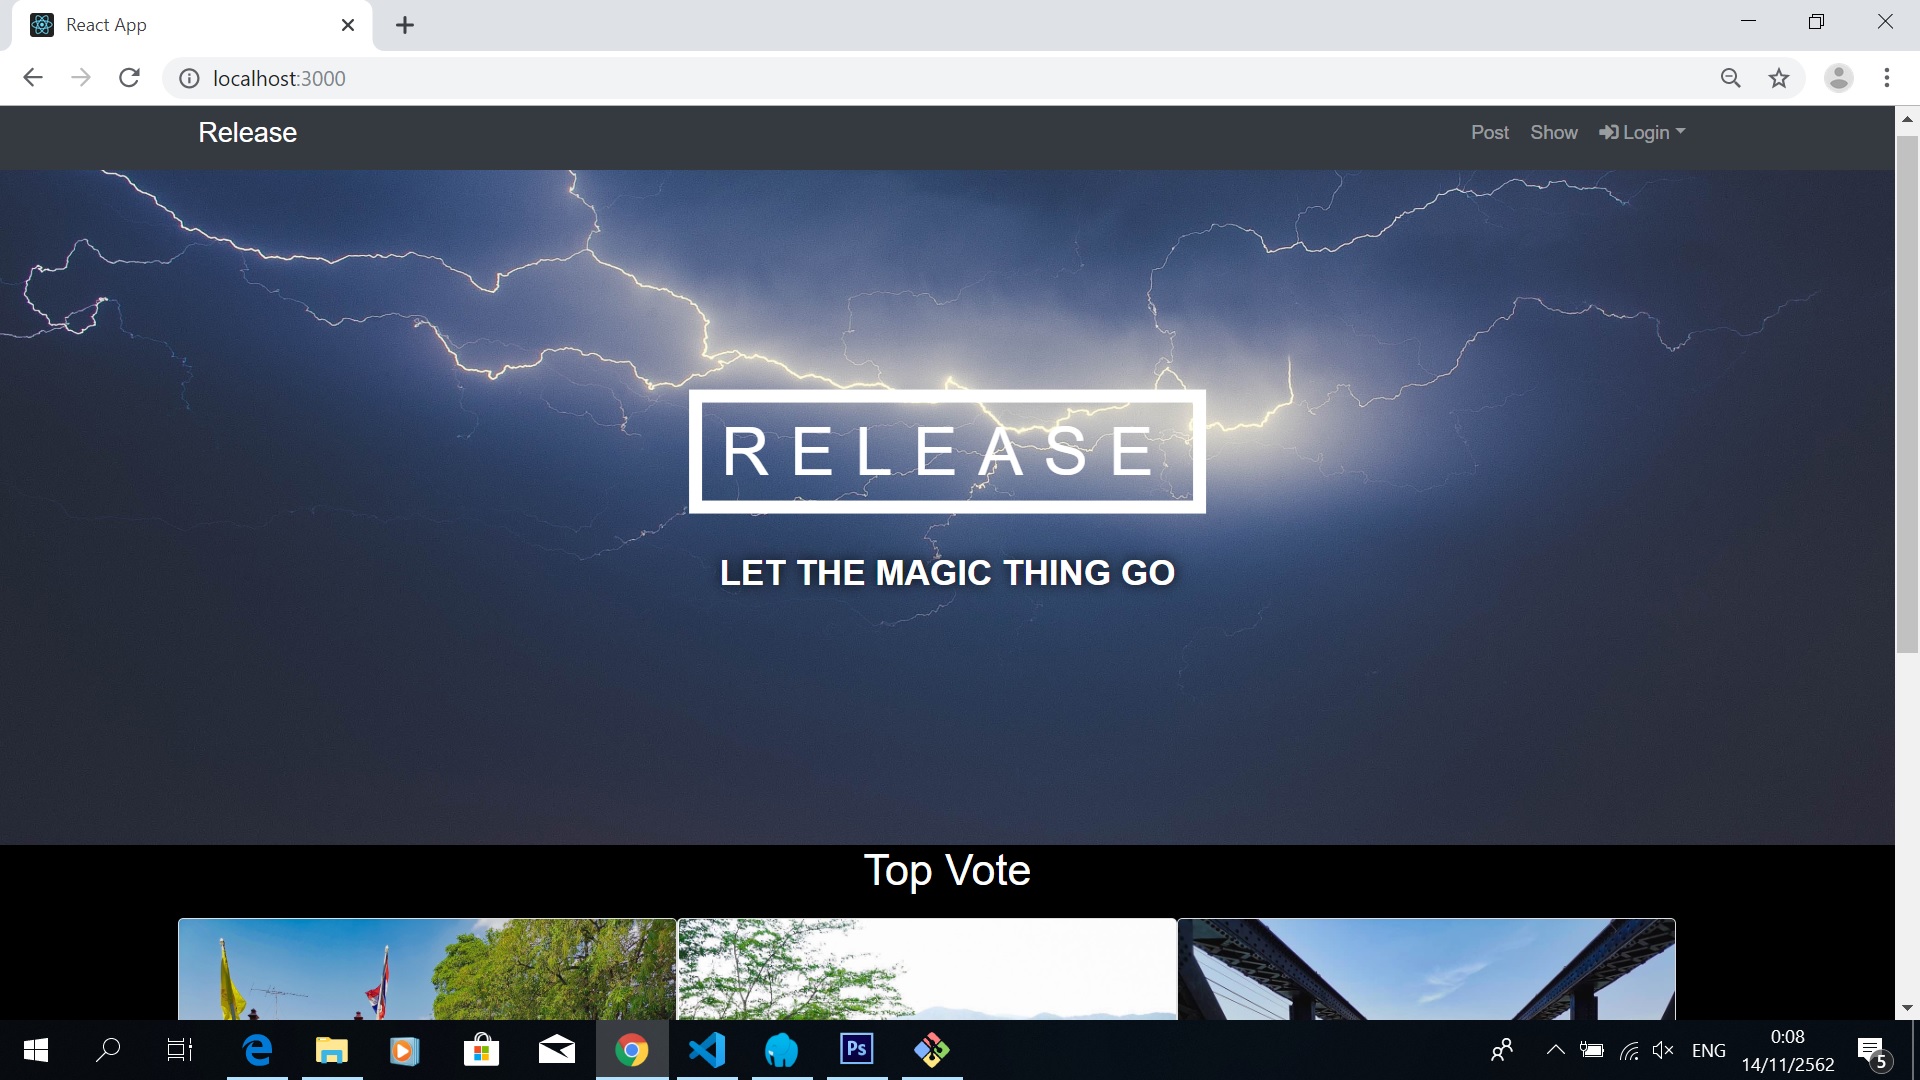 React App
localhost:3000
Release
Post
Show
Login
RELEASE
LET THE MAGIC THING GO
Top Vote
Ps
ENG
0:08
14/11/2562
5